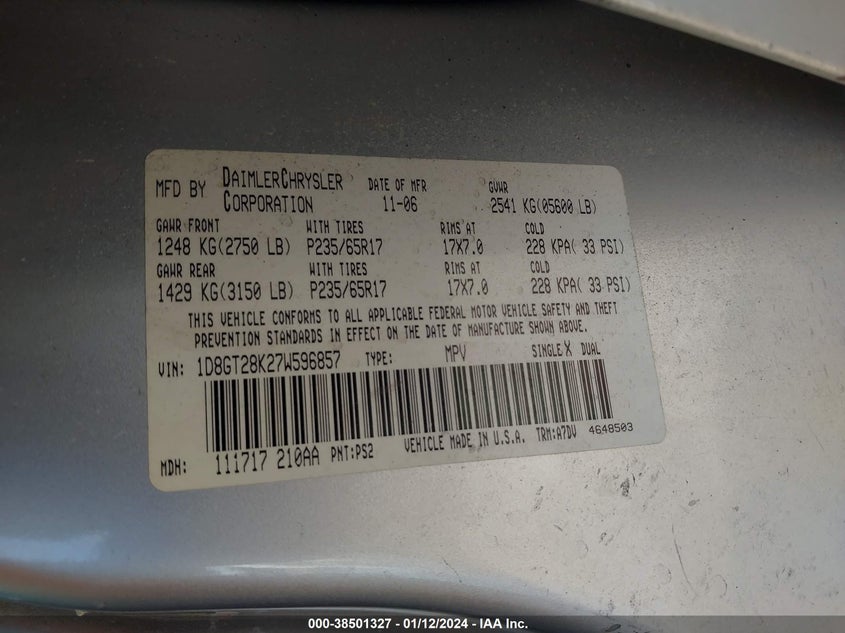 MFD BY DAIMLERCHRYSLER CORPORATION DATE OF MFR 11-06 GVWR 2541 KG(05600 LB)
GAWR FRONT WITH TIRES RIMS AT COLD
1248 KG(2750 LB) P235/65R17 17X7.0 228 KPA( 33 PSI)
GAWR REAR WITH TIRES RIMS AT COLD
1429 KG(3150 LB) P235/65R17 17X7.0 228 KPA( 33 PSI)
THIS VEHICLE CONFORMS TO ALL APPLICABLE FEDERAL MOTOR VEHICLE SAFETY AND THEFT
PREVENTION STANDARDS IN EFFECT ON THE DATE OF MANUFACTURE SHOWN ABOVE.
VIN: 1D8GT28K27W596857 TYPE: MPV SINGLE X DUAL
MDH: 111717 210AA PNT:PS2 VEHICLE MADE IN U.S.A. TRM:A7DV 4648503
000-38501327 - 01/12/2024 - IAA Inc.